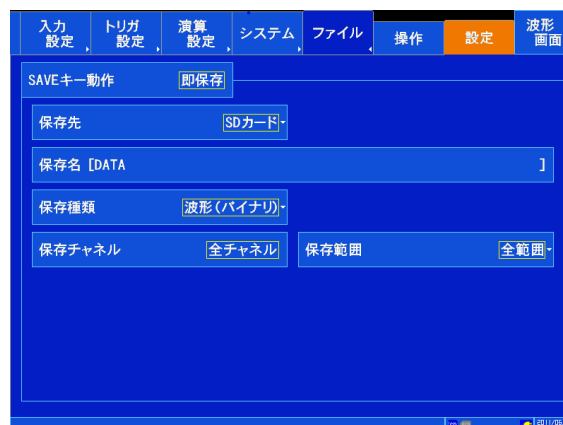 入力
設定
トリガ
設定
演算
設定
システム
ファイル
操作
設定
波形
画面
SAVEキー動作 即保存
保存先 SDカード
保存名 [DATA ]
保存種類 波形(バイナリ)
保存チャネル 全チャネル
保存範囲 全範囲